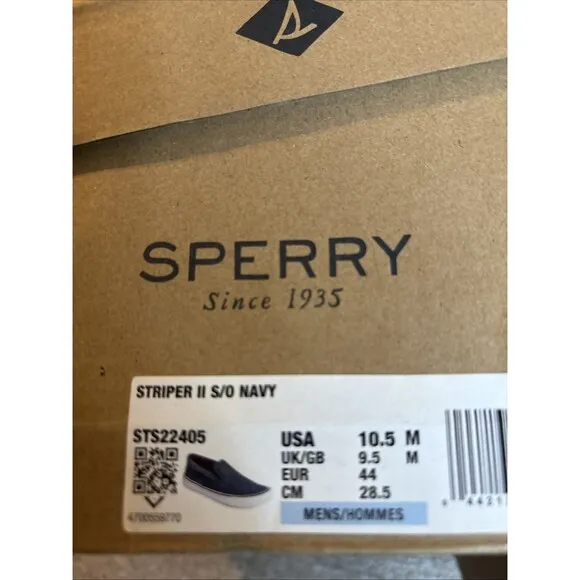 SPERRY
Since 1935
STRIPER II S/O NAVY
STS22405
USA 10.5 M
UK/GB 9.5 M
EUR 44
CM 28.5
MENS/HOMMES
4700559770